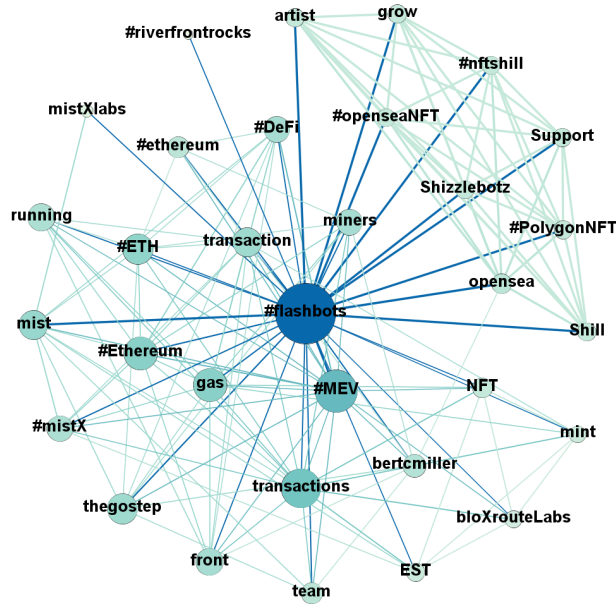 artist
grow
#riverfrontrocks
#nftshill
mistXlabs
#openseaNFT
#DeFi
#ethereum
Support
Shizzlebotz
running
miners
#PolygonNFT
#ETH
transaction
opensea
#flashbots
mist
Shill
#Ethereum
gas
#MEV
NFT
#mistX
mint
bertcmiller
transactions
thegostep
bloXrouteLabs
front
EST
team